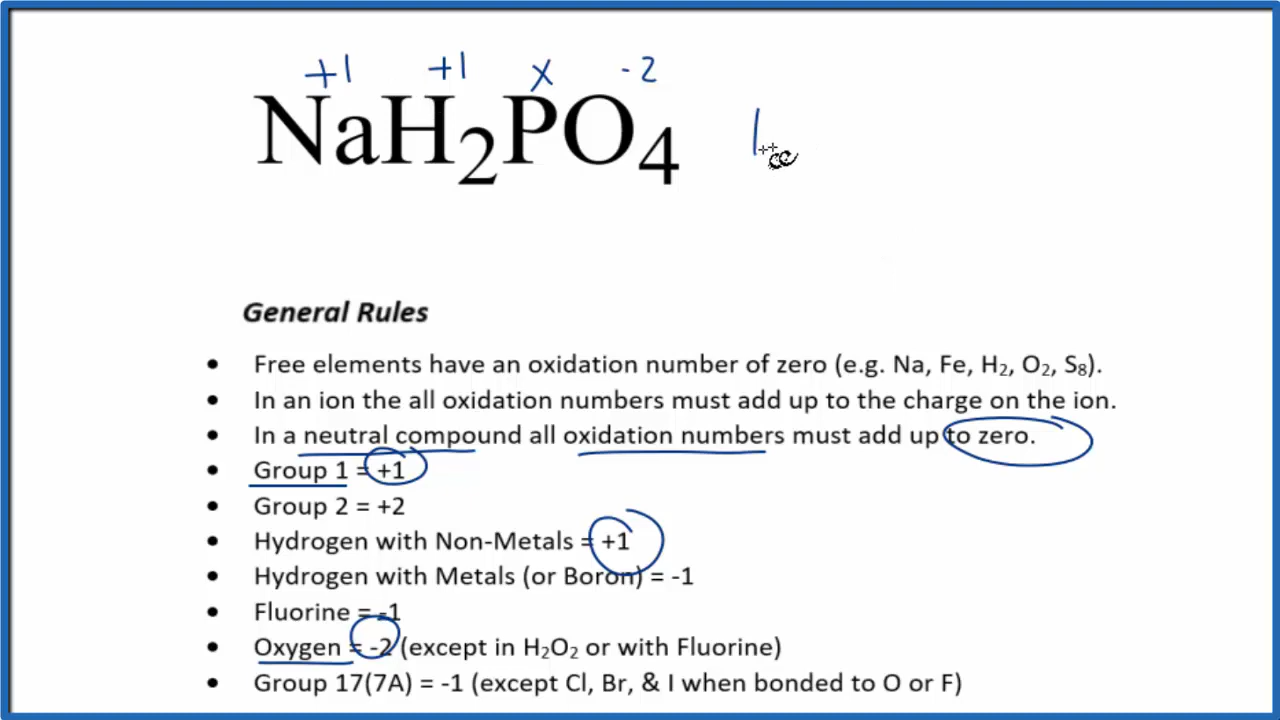 +1 +1 x -2
NaH₂PO₄
General Rules
• Free elements have an oxidation number of zero (e.g. Na, Fe, H₂, O₂, S₈).
• In an ion the all oxidation numbers must add up to the charge on the ion.
• In a neutral compound all oxidation numbers must add up to zero.
• Group 1 = +1
• Group 2 = +2
• Hydrogen with Non-Metals = +1
• Hydrogen with Metals (or Boron) = -1
• Fluorine = -1
• Oxygen = -2 (except in H₂O₂ or with Fluorine)
• Group 17(7A) = -1 (except Cl, Br, & I when bonded to O or F)